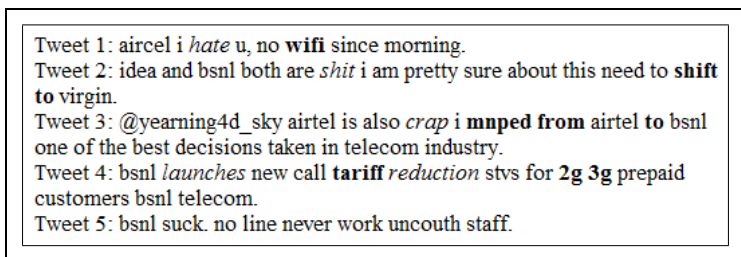 Tweet 1: aircel i hate u, no wifi since morning.
Tweet 2: idea and bsnl both are shit i am pretty sure about this need to shift
to virgin.
Tweet 3: @yearning4d_sky airtel is also crap i mnped from airtel to bsnl
one of the best decisions taken in telecom industry.
Tweet 4: bsnl launches new call tariff reduction stvs for 2g 3g prepaid
customers bsnl telecom.
Tweet 5: bsnl suck. no line never work uncouth staff.